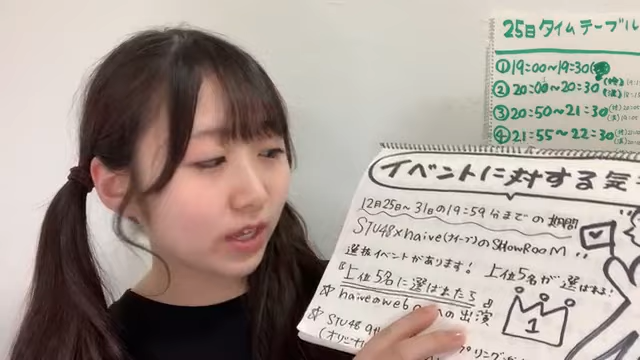 25日タイムテーブル
①19:00〜19:30
②20:00〜20:30
③20:50〜21:30
④21:55〜22:30
イベントに対する気
12月25日〜31日の19:59分までの期間
STU48×haive(ハイブ)のSHOWROOM
選抜イベントがあります!
上位5名が選ばれる!
『上位5名に選ばれたら』
☆haiveのweb の出演
1
☆STU48